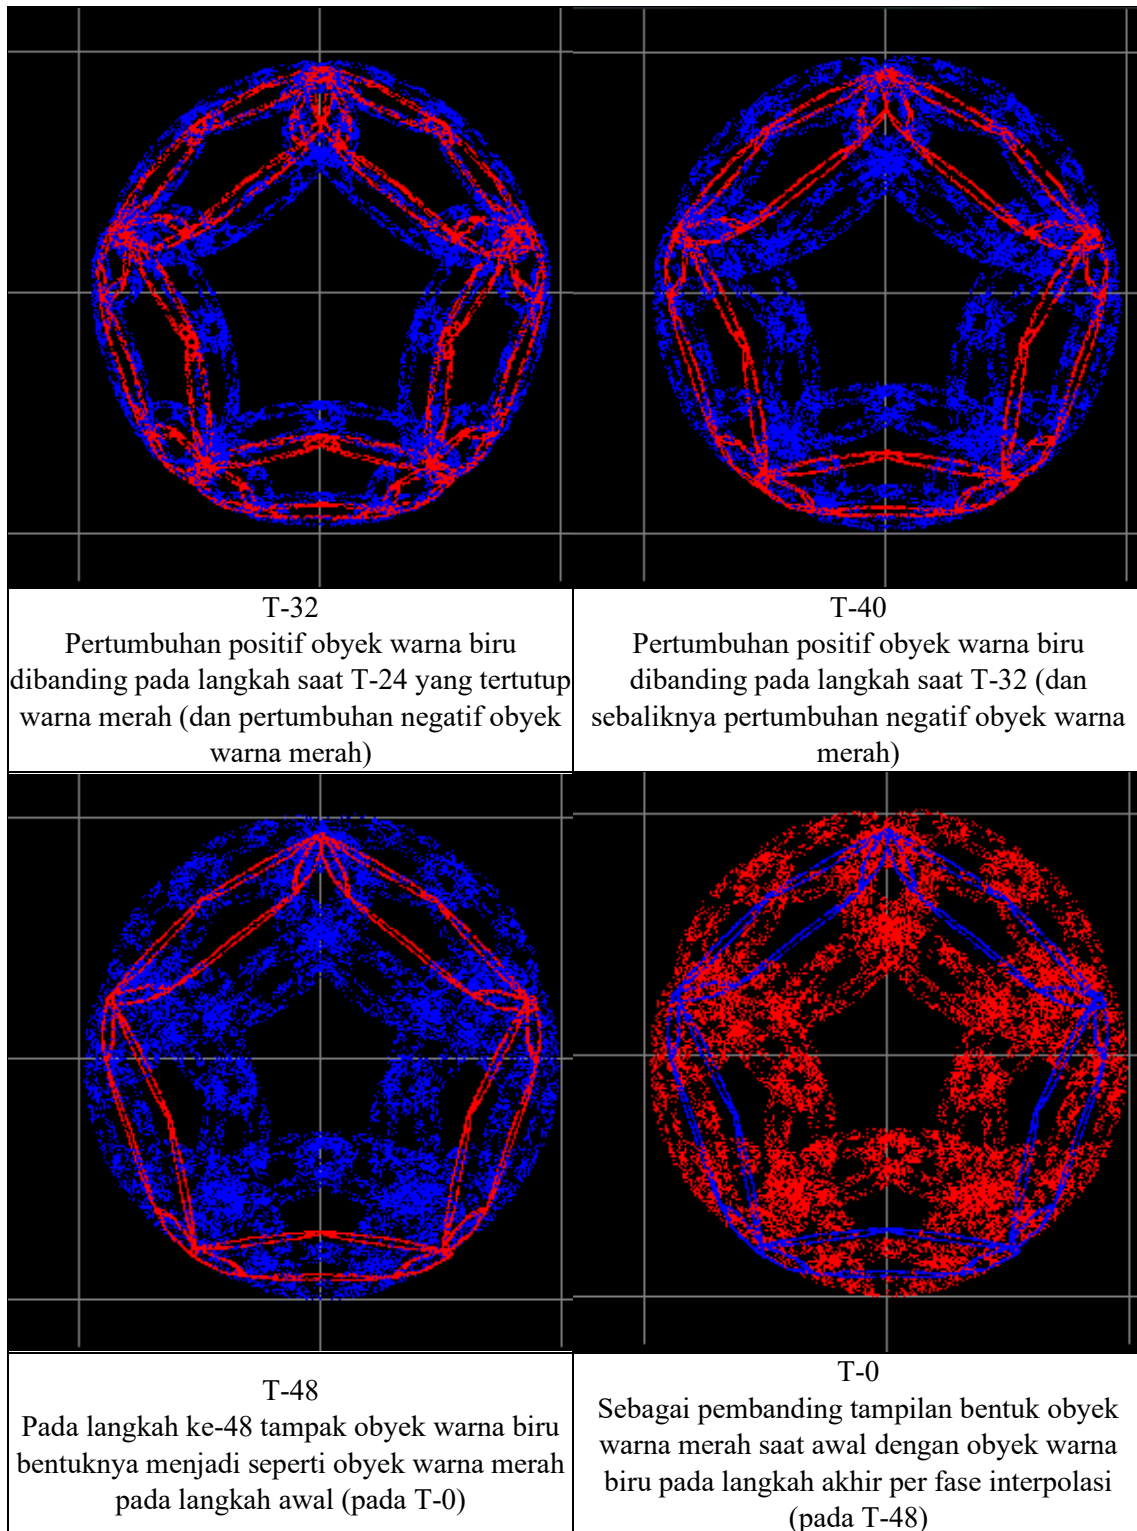 T-32
Pertumbuhan positif obyek warna biru
dibanding pada langkah saat T-24 yang tertutup
warna merah (dan pertumbuhan negatif obyek
warna merah)
T-40
Pertumbuhan positif obyek warna biru
dibanding pada langkah saat T-32 (dan
sebaliknya pertumbuhan negatif obyek warna
merah)
T-48
Pada langkah ke-48 tampak obyek warna biru
bentuknya menjadi seperti obyek warna merah
pada langkah awal (pada T-0)
T-0
Sebagai pembanding tampilan bentuk obyek
warna merah saat awal dengan obyek warna
biru pada langkah akhir per fase interpolasi
(pada T-48)